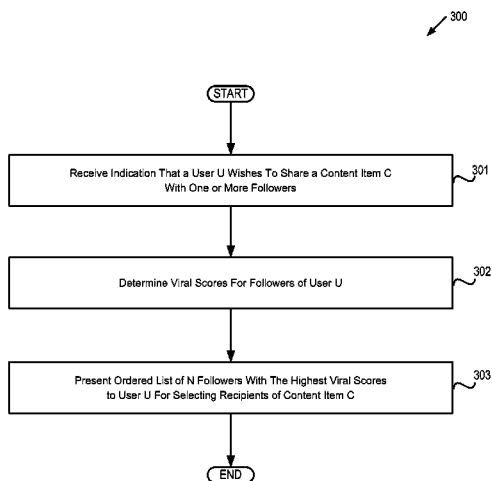 300
START
Receive Indication That a User U Wishes To Share a Content Item C
With One or More Followers
301
Determine Viral Scores For Followers of User U
302
Present Ordered List of N Followers With The Highest Viral Scores
to User U For Selecting Recipients of Content Item C
303
END